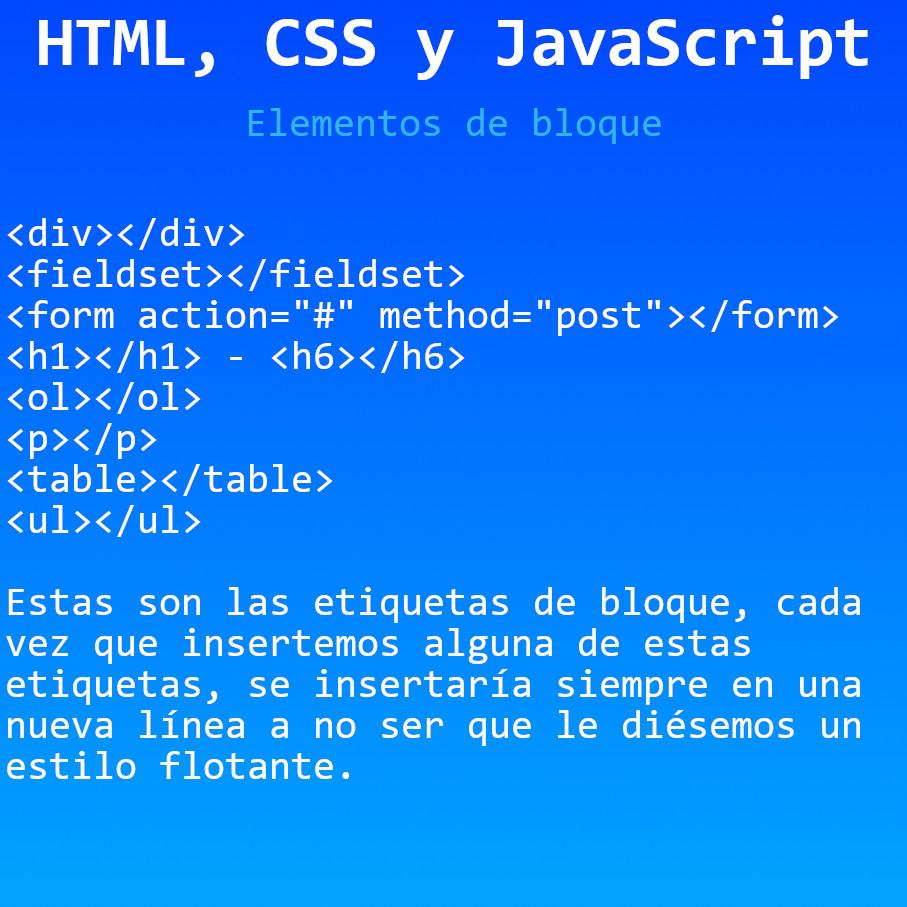 HTML, CSS y JavaScript
Elementos de bloque
<div></div>
<fieldset></fieldset>
<form action="#" method="post"></form>
<h1></h1> - <h6></h6>
<ol></ol>
<p></p>
<table></table>
<ul></ul>
Estas son las etiquetas de bloque, cada
vez que insertemos alguna de estas
etiquetas, se insertaría siempre en una
nueva línea a no ser que le diésemos un
estilo flotante.